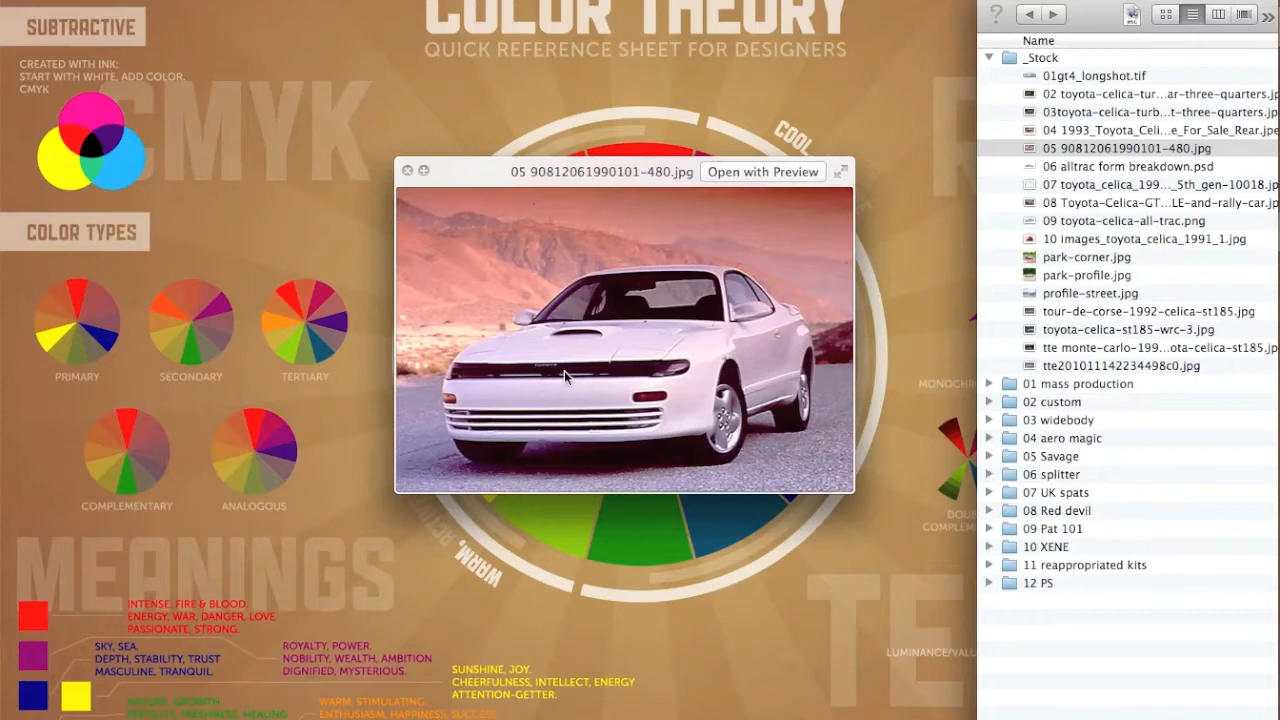 SUBTRACTIVE
CREATED WITH INK;
START WITH WHITE, ADD COLOR.
CMYK
CMYK
COLOR THEORY
QUICK REFERENCE SHEET FOR DESIGNERS
COOL
COLOR TYPES
PRIMARY
SECONDARY
TERTIARY
COMPLEMENTARY
ANALOGOUS
05 90812061990101-480.jpg
Open with Preview
WARM,
MONOCHR
DOU
COMPLEM
MEANINGS
INTENSE. FIRE & BLOOD.
ENERGY, WAR, DANGER, LOVE
PASSIONATE, STRONG.
SKY, SEA.
DEPTH, STABILITY, TRUST
MASCULINE, TRANQUIL.
ROYALTY, POWER.
NOBILITY, WEALTH, AMBITION
DIGNIFIED, MYSTERIOUS.
SUNSHINE, JOY.
CHEERFULNESS, INTELLECT, ENERGY
ATTENTION-GETTER.
NATURE, GROWTH.
FERTILITY, FRESHNESS, HEALING
WARM, STIMULATING.
ENTHUSIASM, HAPPINESS, SUCCESS
TE
LUMINANCE/VALU
Name
_Stock
01gt4_longshot.tif
02 toyota-celica-tur...ar-three-quarters.jp
03toyota-celica-turb...t-three-quarters.jp
04 1993_Toyota_Celi...e_For_Sale_Rear.jpg
05 90812061990101-480.jpg
06 alltrac form breakdown.psd
07 toyota_celica_199..._5th_gen-10018.jp
08 Toyota-Celica-GT...LE-and-rally-car.jp
09 toyota-celica-all-trac.png
10 images_toyota_celica_1991_1.jpg
park-corner.jpg
park-profile.jpg
profile-street.jpg
tour-de-corse-1992-celica-st185.jpg
toyota-celica-st185-wrc-3.jpg
tte monte-carlo-199...ota-celica-st185.jp
tte201011142234498c0.jpg
01 mass production
02 custom
03 widebody
04 aero magic
05 Savage
06 splitter
07 UK spats
08 Red devil
09 Pat 101
10 XENE
11 reappropriated kits
12 PS